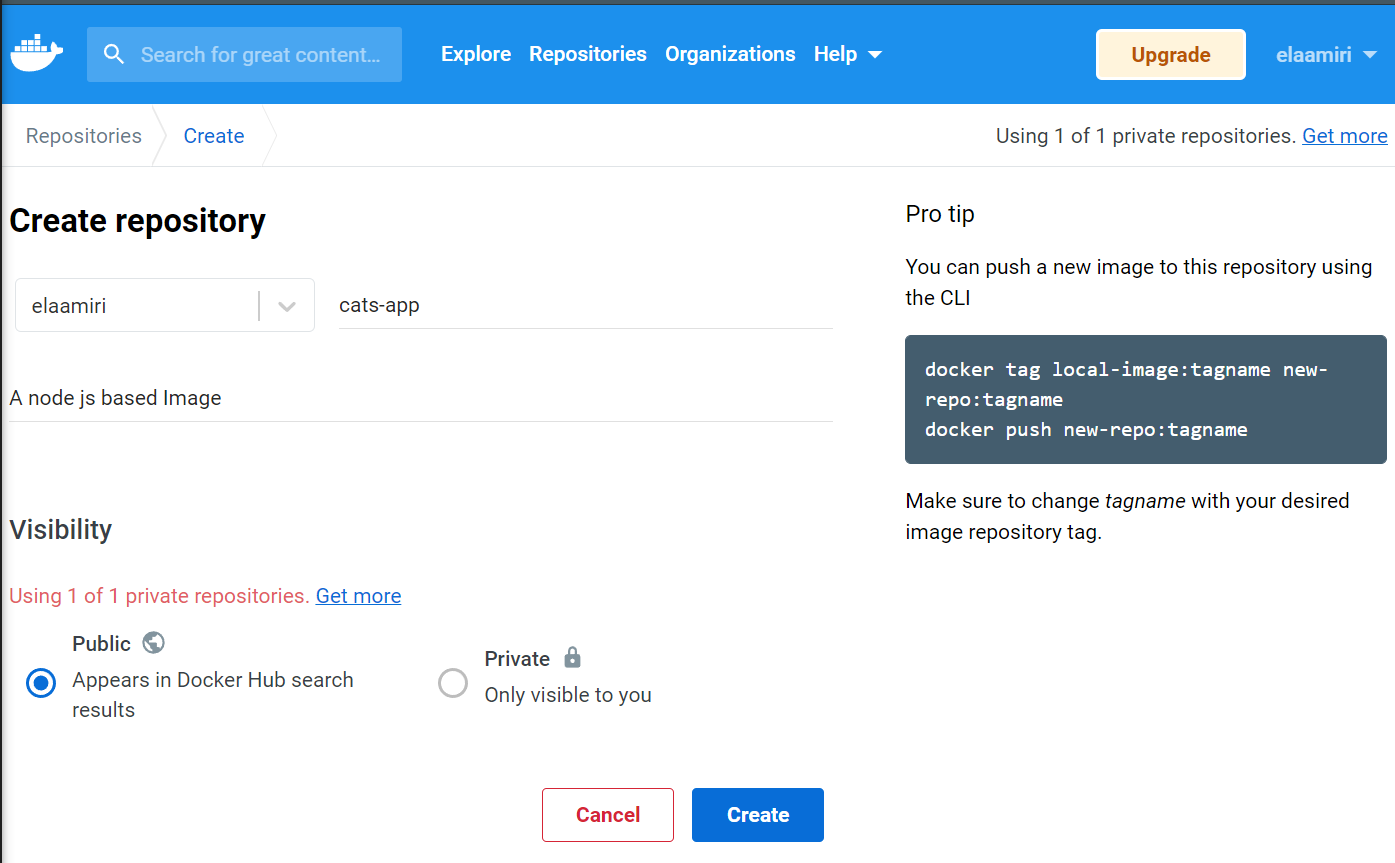 Search for great content...
Explore Repositories Organizations Help
Upgrade
elaamiri
Repositories Create
Using 1 of 1 private repositories. Get more
Create repository
elaamiri
cats-app
A node js based Image
Visibility
Using 1 of 1 private repositories. Get more
Public
Appears in Docker Hub search
results
Private
Only visible to you
Cancel
Create
Pro tip
You can push a new image to this repository using
the CLI
docker tag local-image:tagname new-
repo:tagname
docker push new-repo:tagname
Make sure to change tagname with your desired
image repository tag.